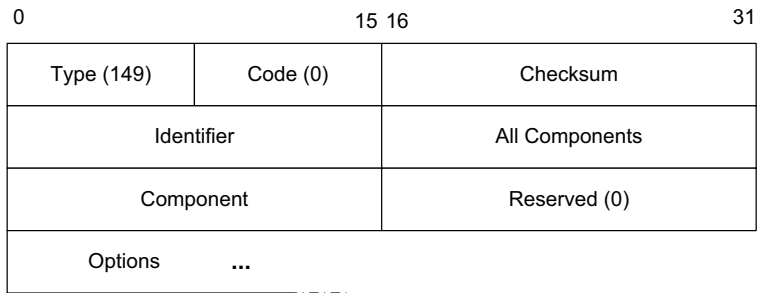 0 15 16 31
Type (149) Code (0) Checksum
Identifier All Components
Component Reserved (0)
Options ...